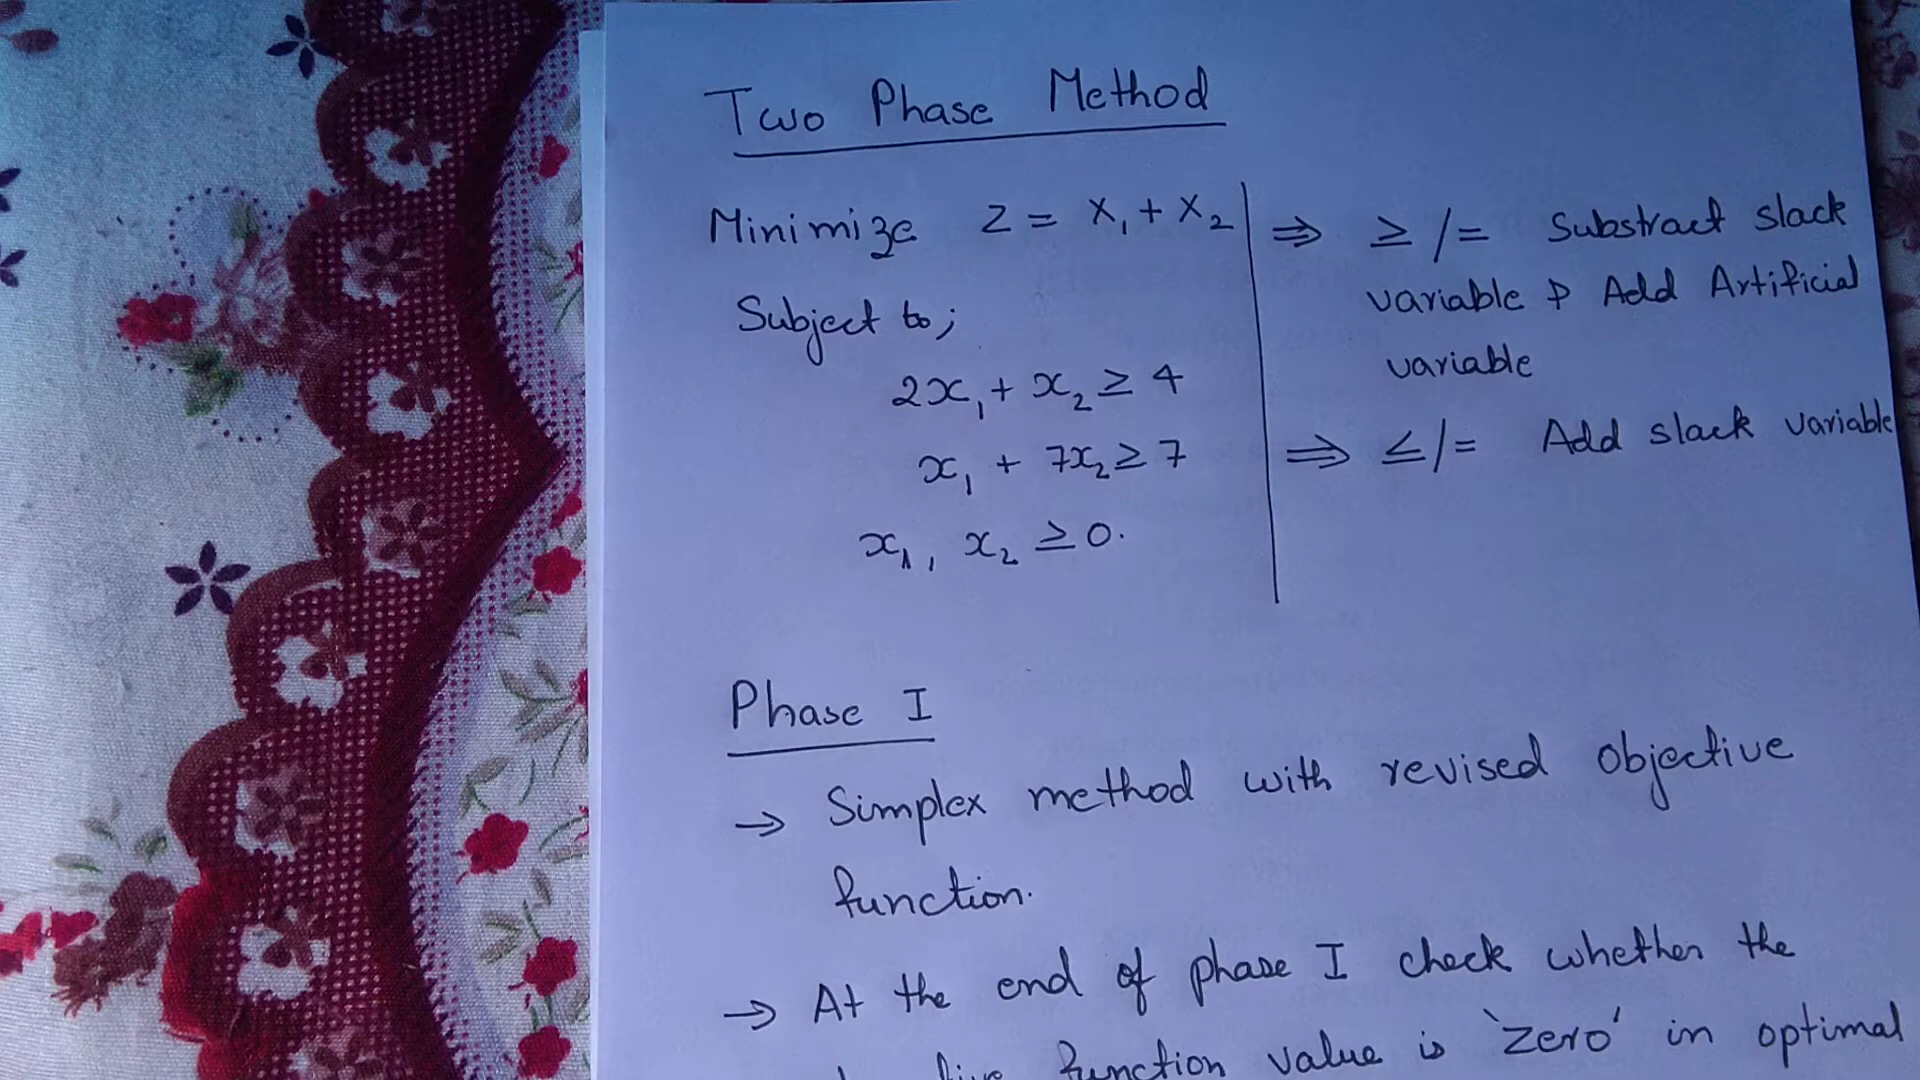 Two Phase Method
Minimize Z = X₁ + X₂
Subject to;
2x₁ + x₂ ≥ 4
x₁ + 7x₂ ≥ 7
x₁, x₂ ≥ 0.
⇒ ≥/= Substract slack
variable & Add Artificial
variable
⇒ ≤/= Add slack variable
Phase I
→ Simplex method with revised objective
function.
→ At the end of phase I check whether the
function value is 'zero' in optimal